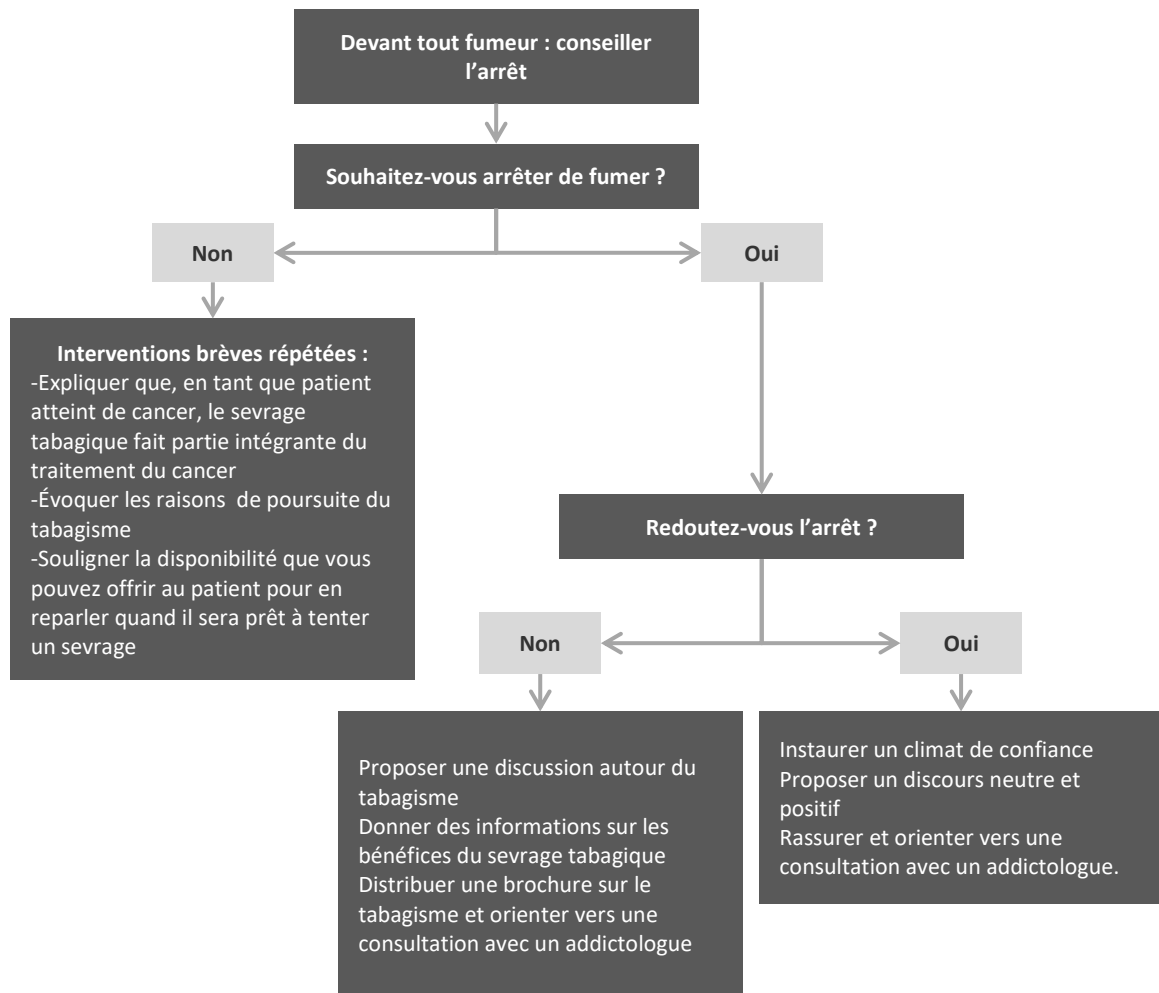 Devant tout fumeur : conseiller
l’arrêt
Souhaitez-vous arrêter de fumer ?
Non
Oui
Interventions brèves répétées :
-Expliquer que, en tant que patient
atteint de cancer, le sevrage
tabagique fait partie intégrante du
traitement du cancer
-Évoquer les raisons de poursuite du
tabagisme
-Souligner la disponibilité que vous
pouvez offrir au patient pour en
reparler quand il sera prêt à tenter
un sevrage
Redoutez-vous l’arrêt ?
Non
Oui
Proposer une discussion autour du
tabagisme
Donner des informations sur les
bénéfices du sevrage tabagique
Distribuer une brochure sur le
tabagisme et orienter vers une
consultation avec un addictologue
Instaurer un climat de confiance
Proposer un discours neutre et
positif
Rassurer et orienter vers une
consultation avec un addictologue.